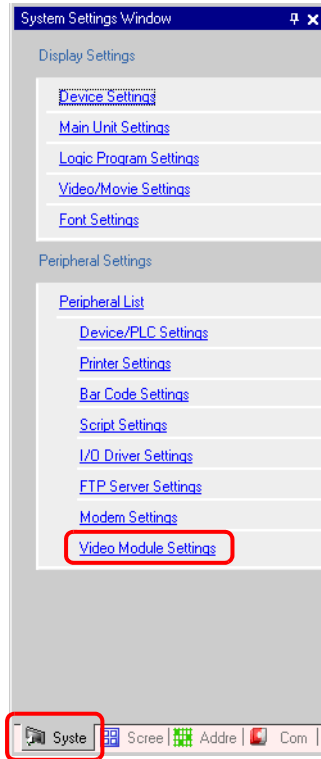 System Settings Window
Display Settings
Device Settings
Main Unit Settings
Logic Program Settings
Video/Movie Settings
Font Settings
Peripheral Settings
Peripheral List
Device/PLC Settings
Printer Settings
Bar Code Settings
Script Settings
I/O Driver Settings
FTP Server Settings
Modem Settings
Video Module Settings
Syste Scree Addre Com